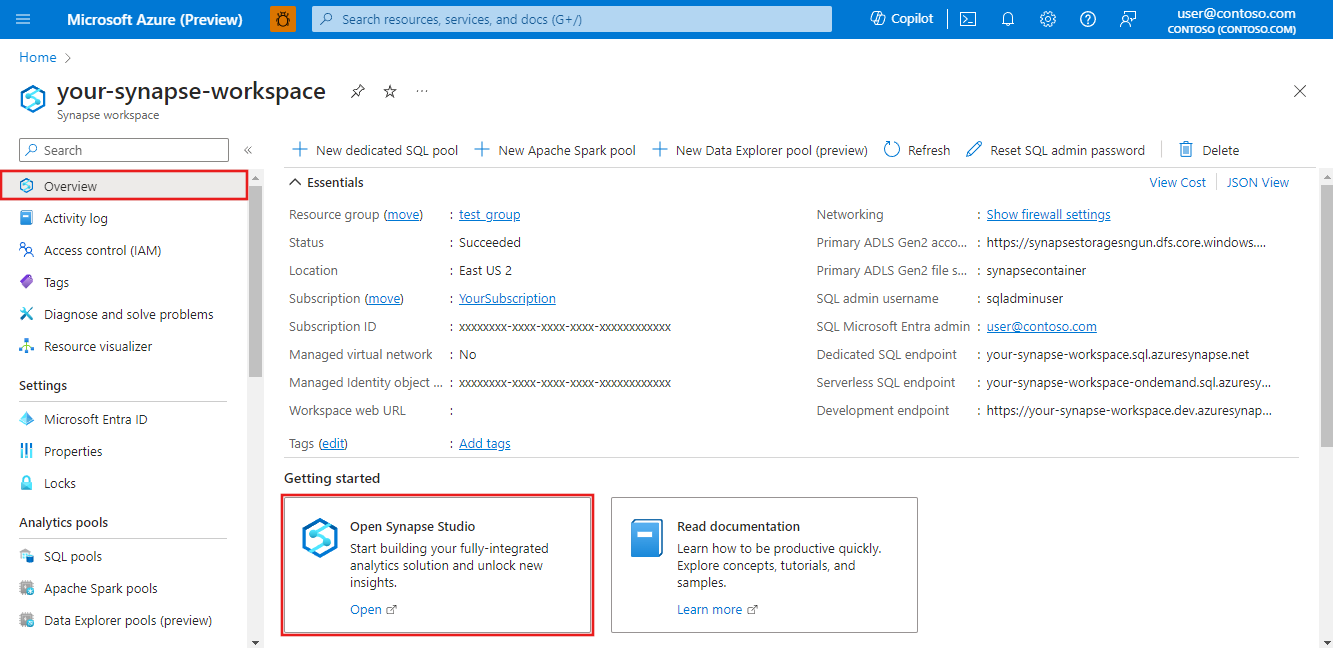 Microsoft Azure (Preview)
Search resources, services, and docs (G+/)
Copilot
user@contoso.com
CONTOSO (CONTOSO.COM)
Home
your-synapse-workspace
Synapse workspace
Search
New dedicated SQL pool
New Apache Spark pool
New Data Explorer pool (preview)
Refresh
Reset SQL admin password
Delete
Overview
Activity log
Access control (IAM)
Tags
Diagnose and solve problems
Resource visualizer
Settings
Microsoft Entra ID
Properties
Locks
Analytics pools
SQL pools
Apache Spark pools
Data Explorer pools (preview)
Essentials
View Cost
JSON View
Resource group (move) : test_group
Status : Succeeded
Location : East US 2
Subscription (move) : YourSubscription
Subscription ID : xxxxxxxx-xxxx-xxxx-xxxx-xxxxxxxxxxxx
Managed virtual network : No
Managed Identity object ... : xxxxxxxx-xxxx-xxxx-xxxx-xxxxxxxxxxxx
Workspace web URL :
Networking : Show firewall settings
Primary ADLS Gen2 acco... : https://synapsestoragesngun.dfs.core.windows....
Primary ADLS Gen2 file s... : synapsecontainer
SQL admin username : sqladminuser
SQL Microsoft Entra admin : user@contoso.com
Dedicated SQL endpoint : your-synapse-workspace.sql.azuresynapse.net
Serverless SQL endpoint : your-synapse-workspace-ondemand.sql.azuresy...
Development endpoint : https://your-synapse-workspace.dev.azuresynap...
Tags (edit) : Add tags
Getting started
Open Synapse Studio
Start building your fully-integrated
analytics solution and unlock new
insights.
Open
Read documentation
Learn how to be productive quickly.
Explore concepts, tutorials, and
samples.
Learn more